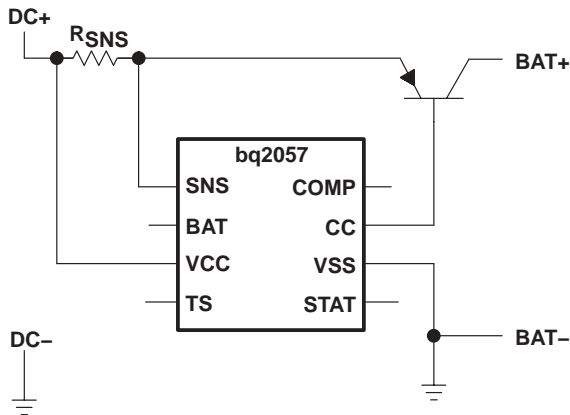 DC+
RSNS
BAT+
bq2057
SNS
COMP
BAT
CC
VCC
VSS
TS
STAT
DC–
BAT–